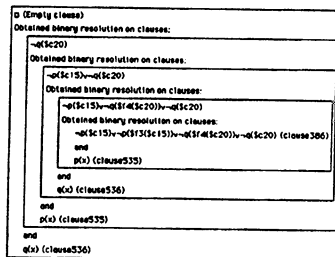 □ (Empty clause)
Obtained binary resolution on clauses:
¬q($c20)
Obtained binary resolution on clauses:
¬p($c15)∨¬q($c20)
Obtained binary resolution on clauses:
¬p($c15)∨¬q($f4($c20))∨¬q($c20)
Obtained binary resolution on clauses:
¬p($c15)∨¬p($f3($c15))∨¬q($f4($c20))∨¬q($c20) (clause386)
and
p(x) (clause535)
and
q(x) (clause536)
and
p(x) (clause535)
and
q(x) (clause536)